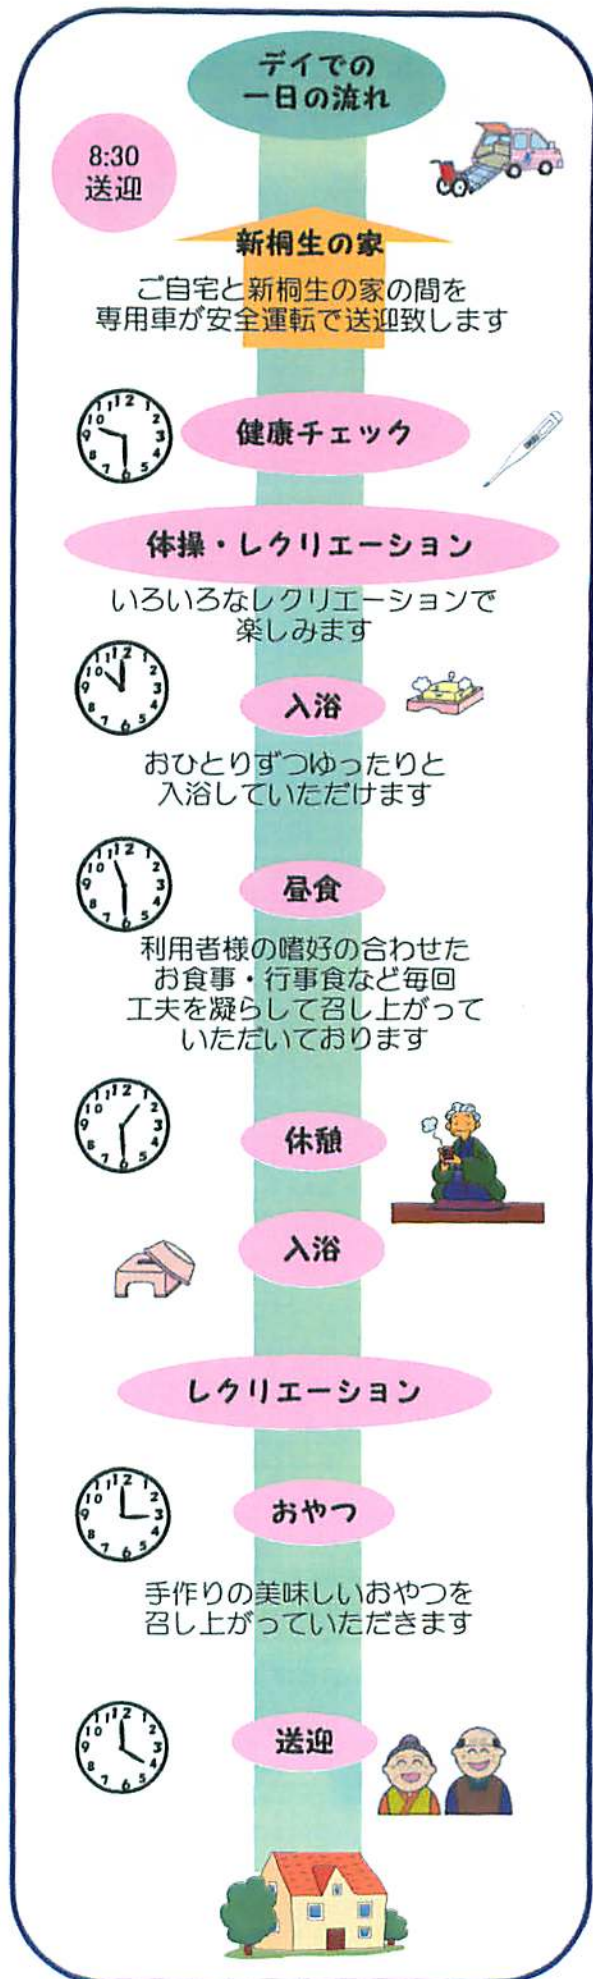 デイでの
一日の流れ
8:30
送迎
新桐生の家
ご自宅と新桐生の家の間を
専用車が安全運転で送迎致します
健康チェック
体操・レクリエーション
いろいろなレクリエーションで
楽しみます
入浴
おひとりずつゆったりと
入浴していただけます
昼食
利用者様の嗜好の合わせた
お食事・行事食など毎回
工夫を凝らして召し上がって
いただいております
休憩
入浴
レクリエーション
おやつ
手作りの美味しいおやつを
召し上がっていただきます
送迎